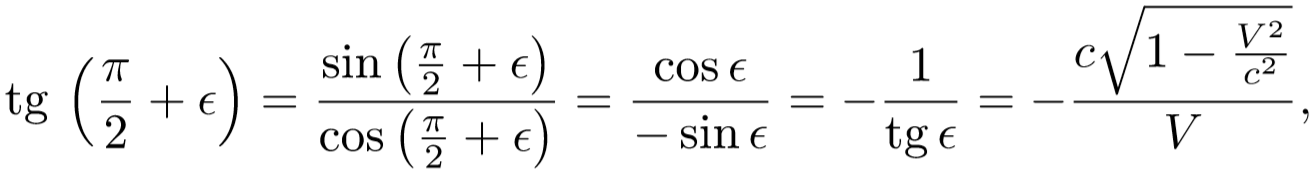 tg (π/2 + ϵ) = sin (π/2 + ϵ) / cos (π/2 + ϵ) = cos ϵ / − sin ϵ = − 1 / tg ϵ = − c√(1 − V²/c²) / V,